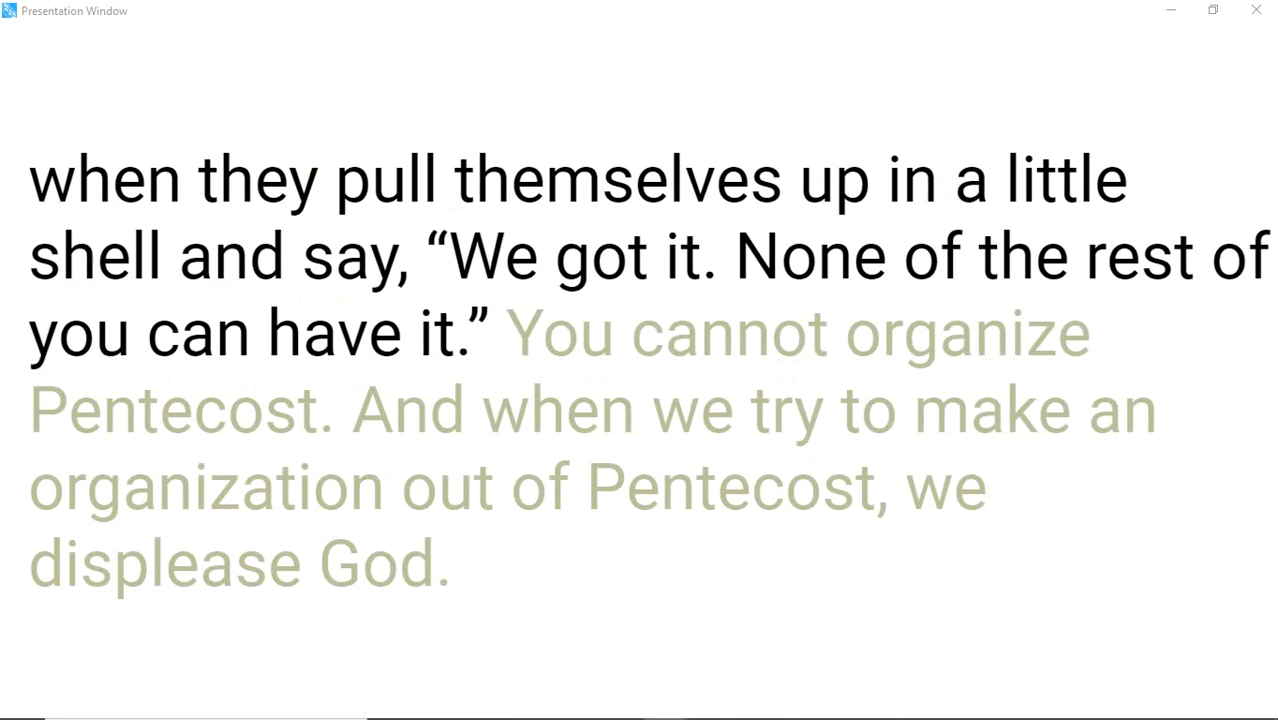 Presentation Window
when they pull themselves up in a little
shell and say, “We got it. None of the rest of
you can have it.” You cannot organize
Pentecost. And when we try to make an
organization out of Pentecost, we
displease God.